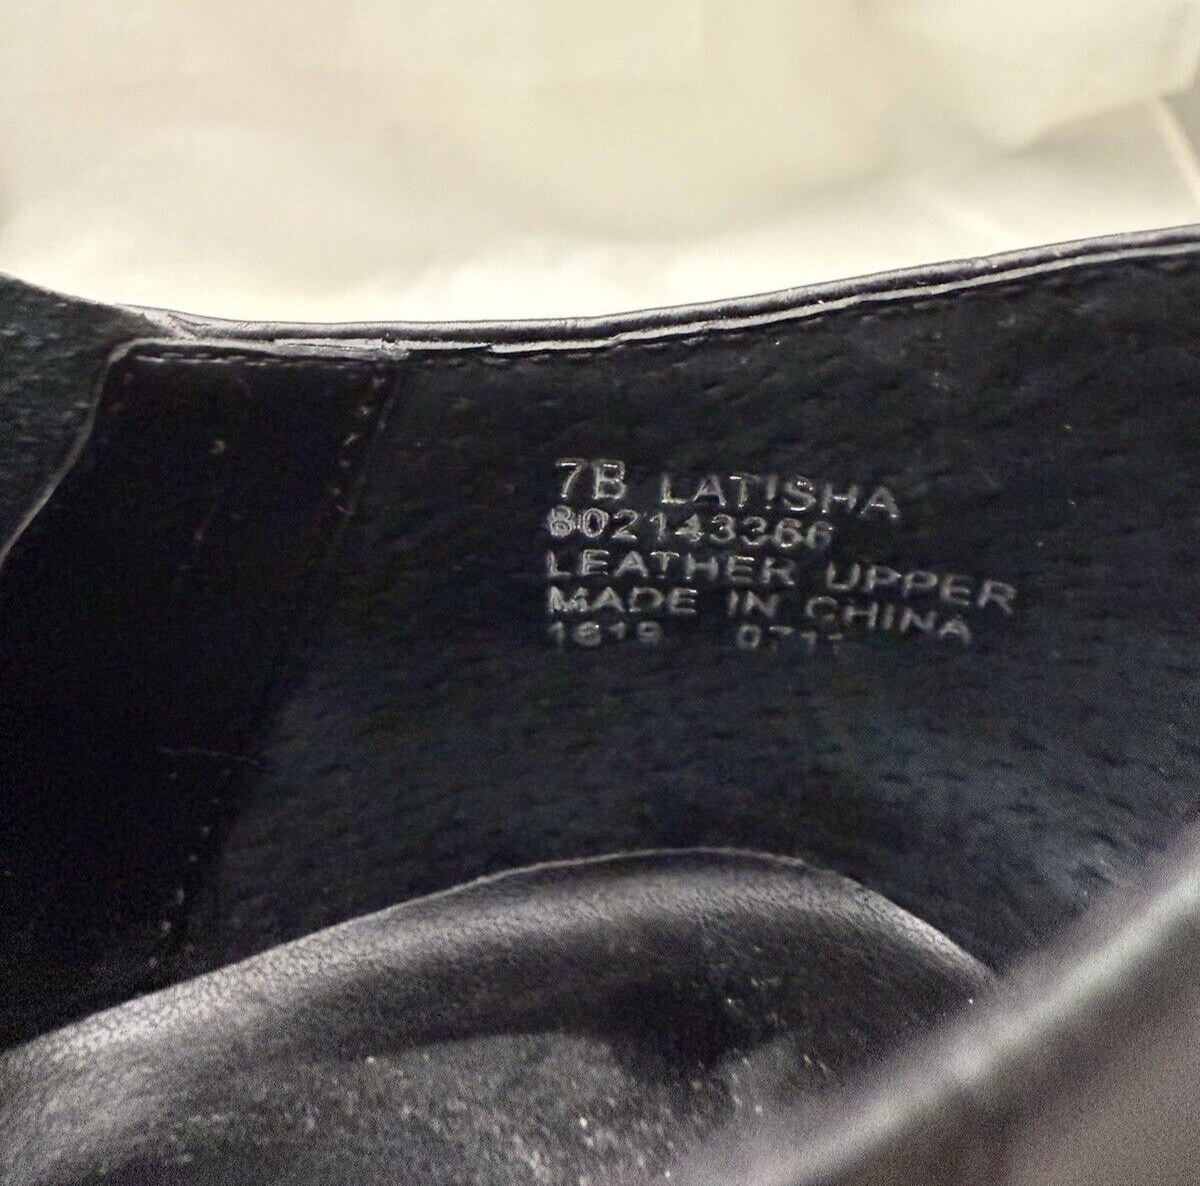 7B LATISHA
802143366
LEATHER UPPER
MADE IN CHINA
1619